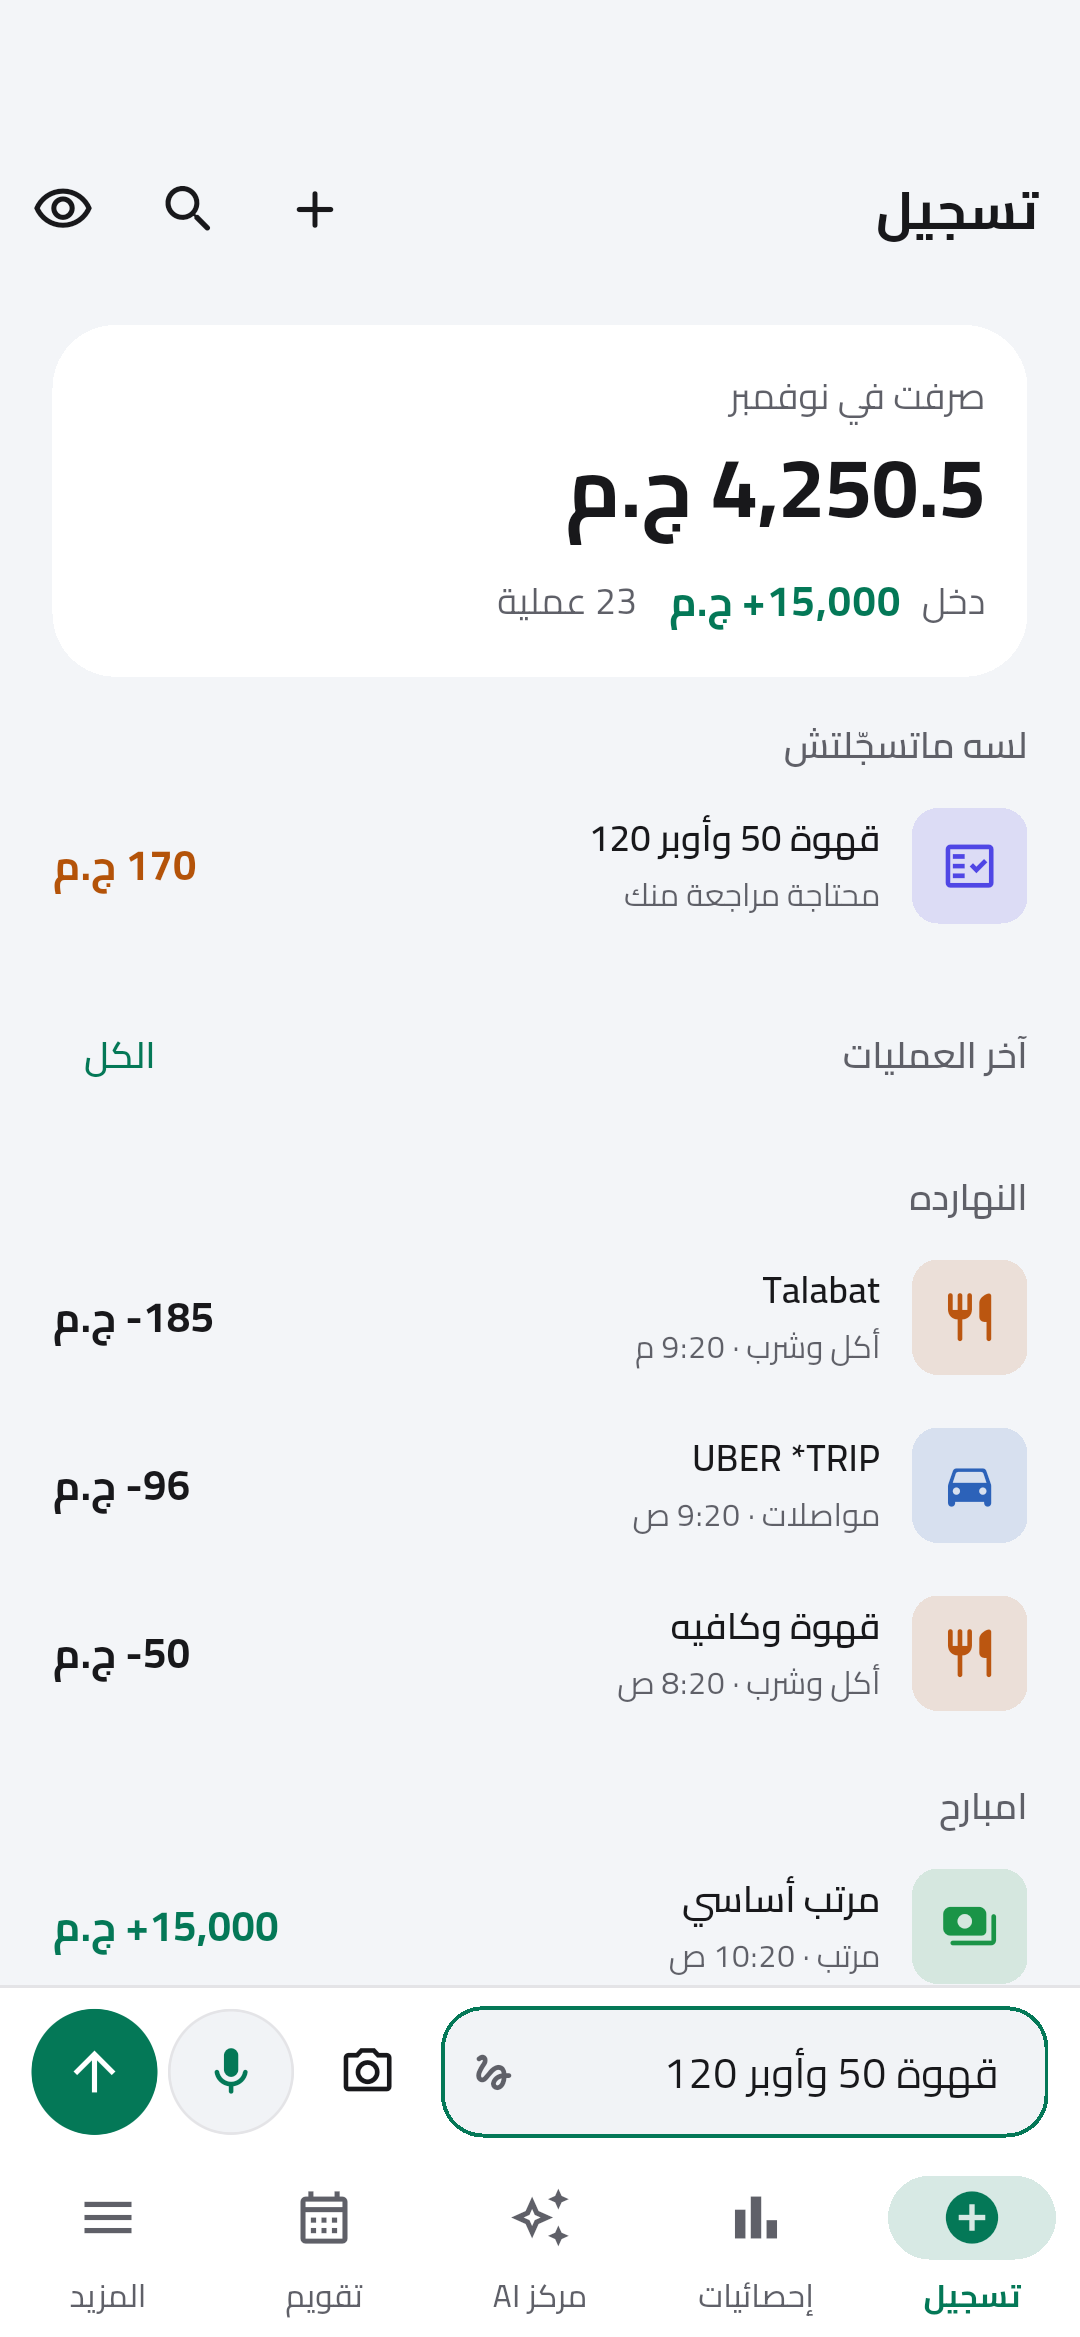 تسجيل
صرفت في نوفمبر
4,250.5 ج.م
دخل +15,000 ج.م 23 عملية
لسه ماتسجّلتش
قهوة 50 وأوبر 120
محتاجة مراجعة منك
170 ج.م
آخر العمليات
الكل
النهارده
Talabat
أكل وشرب · 9:20 م
-185 ج.م
UBER *TRIP
مواصلات · 9:20 ص
-96 ج.م
قهوة وكافيه
أكل وشرب · 8:20 ص
-50 ج.م
امبارح
مرتب أساسي
مرتب · 10:20 ص
+15,000 ج.م
قهوة 50 وأوبر 120
تسجيل
إحصائيات
مركز AI
تقويم
المزيد